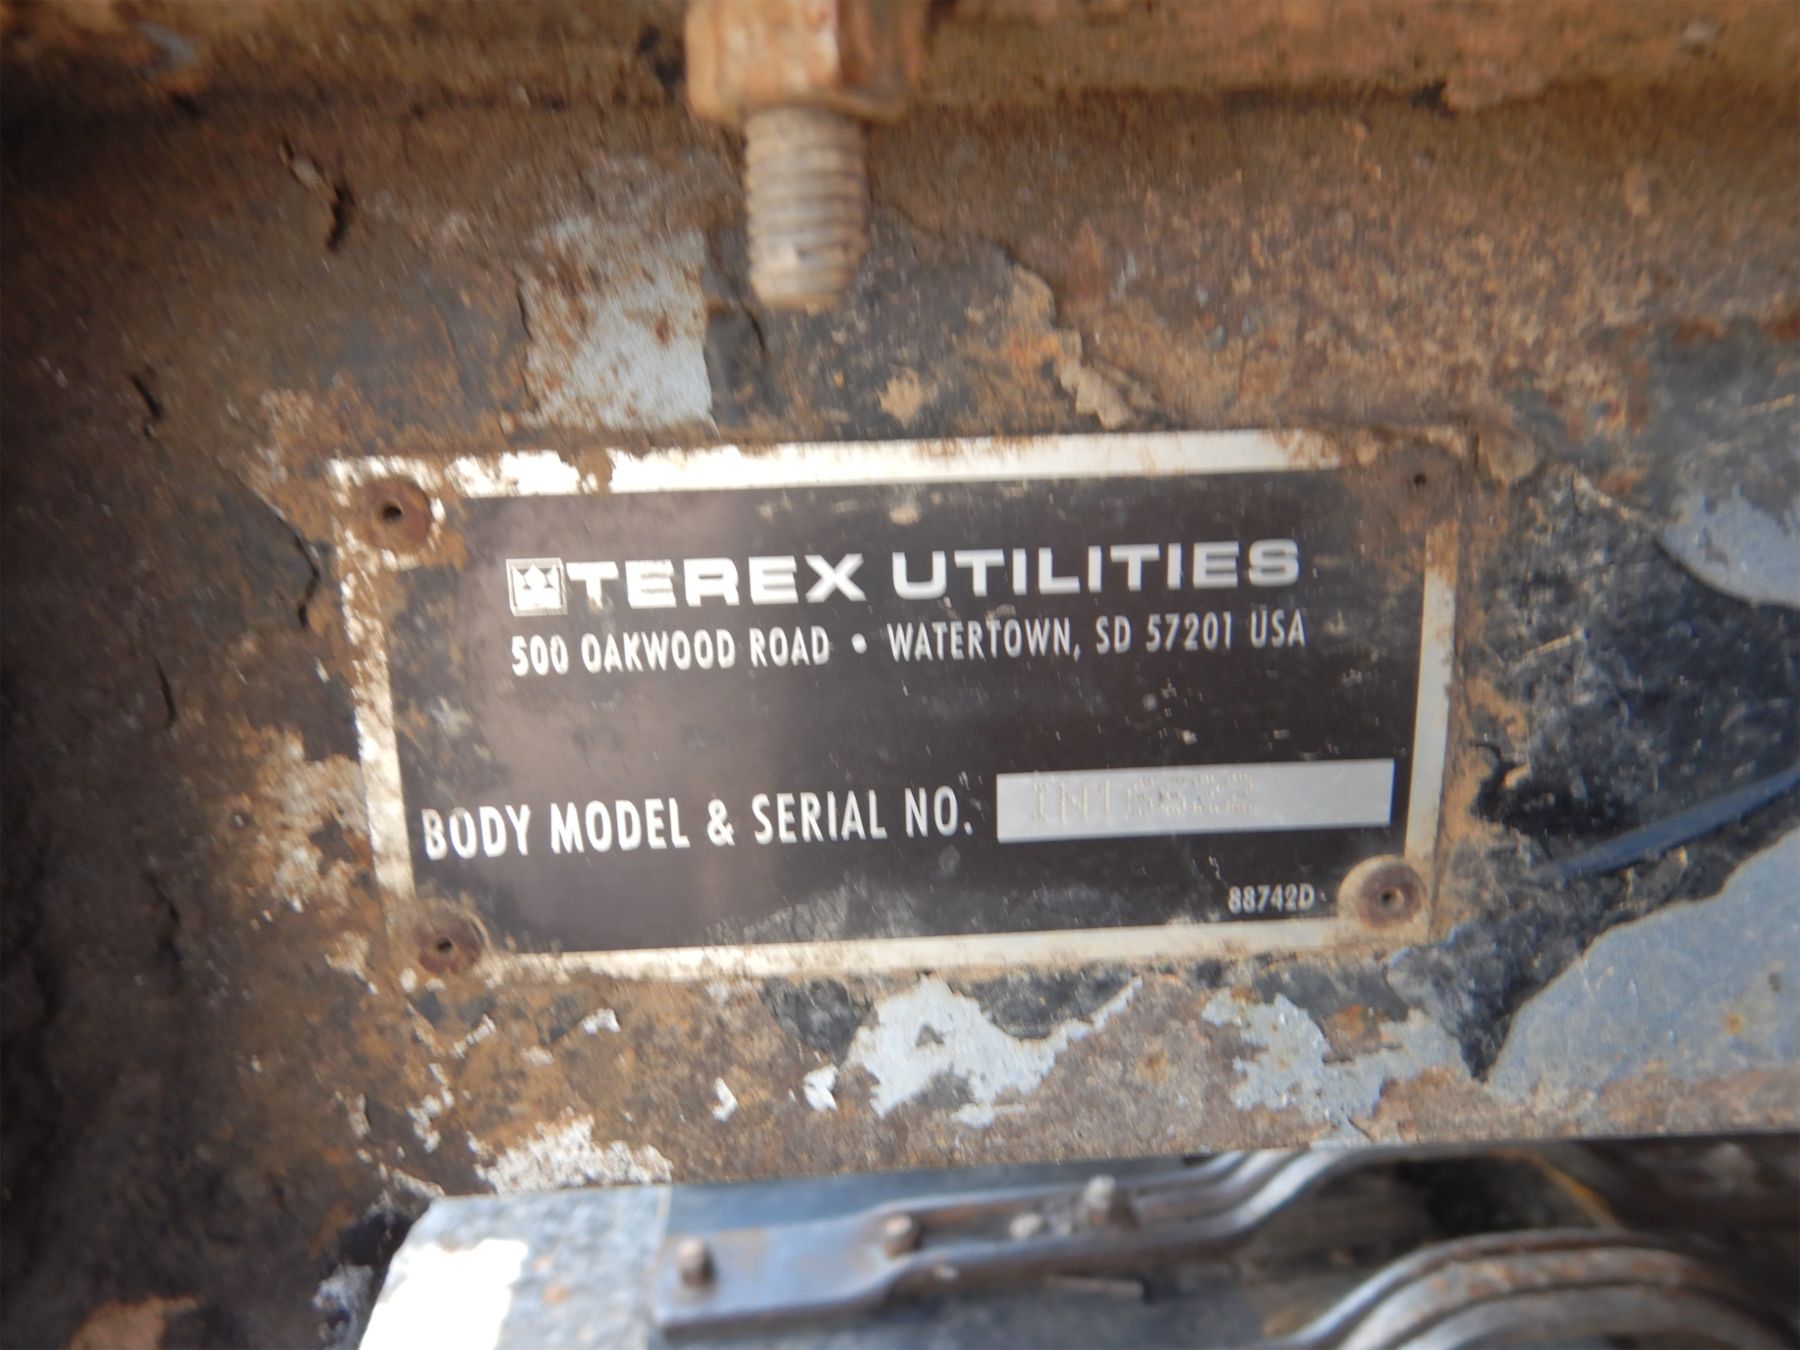 TEREX UTILITIES
500 OAKWOOD ROAD • WATERTOWN, SD 57201 USA
BODY MODEL & SERIAL NO.
88742D